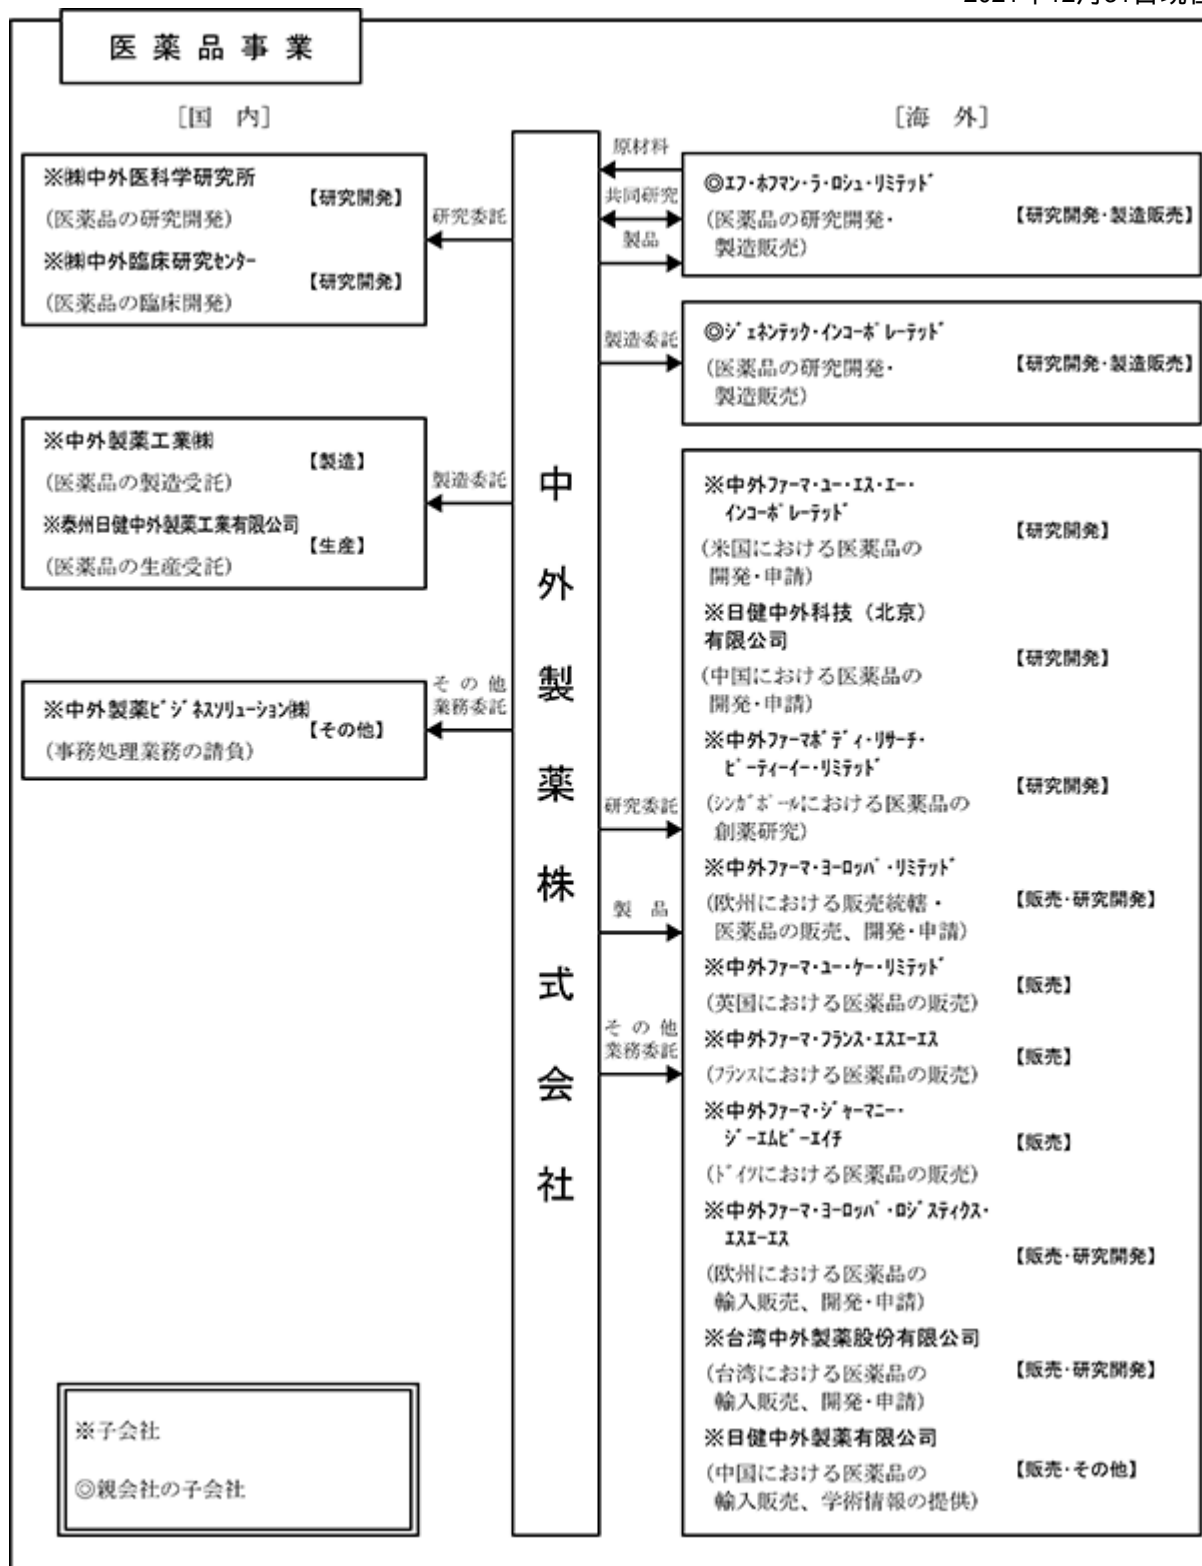 医薬品事業
［国　内］
※㈱中外医科学研究所
【研究開発】
(医薬品の研究開発)
※㈱中外臨床研究ｾﾝﾀｰ
【研究開発】
(医薬品の臨床開発)
研究委託
※中外製薬工業㈱
【製造】
(医薬品の製造受託)
※泰州日健中外製薬工業有限公司
【生産】
(医薬品の生産受託)
製造委託
※中外製薬ﾋﾞｼﾞﾈｽｿﾘｭｰｼｮﾝ㈱
【その他】
(事務処理業務の請負)
その他
業務委託
※子会社
◎親会社の子会社
中外製薬株式会社
［海　外］
原材料
共同研究
製品
◎ｴﾌ･ﾎﾌﾏﾝ･ﾗ･ﾛｼｭ･ﾘﾐﾃｯﾄﾞ
(医薬品の研究開発･
製造販売)
【研究開発･製造販売】
製造委託
◎ｼﾞｪﾈﾝﾃｯｸ･ｲﾝｺｰﾎﾟﾚｰﾃｯﾄﾞ
(医薬品の研究開発･
製造販売)
【研究開発･製造販売】
研究委託
製　品
その他
業務委託
※中外ﾌｧｰﾏ･ﾕｰ･ｴｽ･ｴｰ･
ｲﾝｺｰﾎﾟﾚｰﾃｯﾄﾞ
【研究開発】
(米国における医薬品の
開発･申請)
※日健中外科技（北京）
有限公司
【研究開発】
(中国における医薬品の
開発･申請)
※中外ﾌｧｰﾏﾎﾞﾃﾞｨ･ﾘｻｰﾁ･
ﾋﾟｰﾃｨｰｲｰ･ﾘﾐﾃｯﾄﾞ
【研究開発】
(ｼﾝｶﾞﾎﾟｰﾙにおける医薬品の
創薬研究)
※中外ﾌｧｰﾏ･ﾖｰﾛｯﾊﾟ･ﾘﾐﾃｯﾄﾞ
(欧州における販売統轄・
医薬品の販売、開発･申請)
【販売･研究開発】
※中外ﾌｧｰﾏ･ﾕｰ･ｹｰ･ﾘﾐﾃｯﾄﾞ
【販売】
(英国における医薬品の販売)
※中外ﾌｧｰﾏ･ﾌﾗﾝｽ･ｴｽｴｰｴｽ
【販売】
(ﾌﾗﾝｽにおける医薬品の販売)
※中外ﾌｧｰﾏ･ｼﾞｬｰﾏﾆｰ･
ｼﾞｰｴﾑﾋﾞｰｴｲﾁ
【販売】
(ﾄﾞｲﾂにおける医薬品の販売)
※中外ﾌｧｰﾏ･ﾖｰﾛｯﾊﾟ･ﾛｼﾞｽﾃｨｸｽ･
ｴｽｴｰｴｽ
【販売･研究開発】
(欧州における医薬品の
輸入販売、開発･申請)
※台湾中外製薬股份有限公司
【販売･研究開発】
(台湾における医薬品の
輸入販売、開発･申請)
※日健中外製薬有限公司
【販売･その他】
(中国における医薬品の
輸入販売、学術情報の提供)